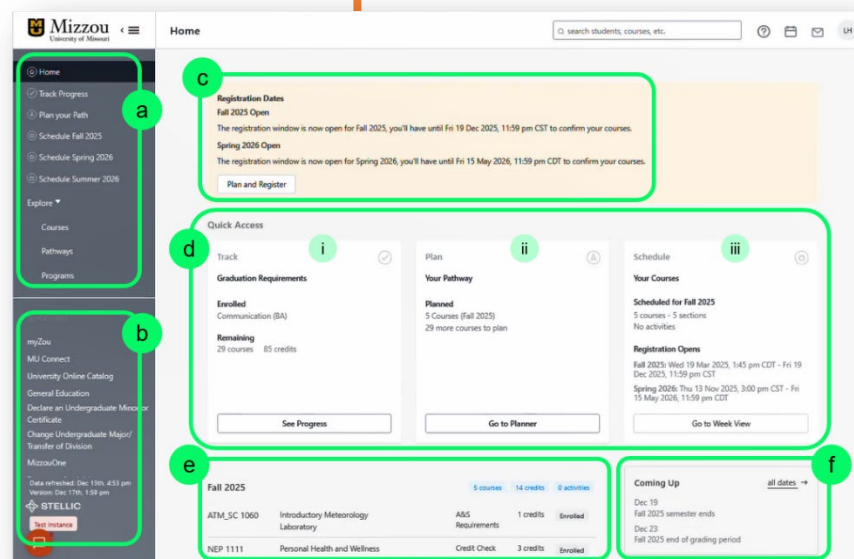 Mizzou
University of Missouri
Home
search students, courses, etc.
LH
Home
Track Progress
Plan your Path
Schedule Fall 2025
Schedule Spring 2026
Schedule Summer 2026
Explore
Courses
Pathways
Programs
a
myZou
MU Connect
University Online Catalog
General Education
Declare an Undergraduate Minor or
Certificate
Change Undergraduate Major/
Transfer of Division
MizzouOne
Data refreshed: Dec 15th, 4:53 pm
Version: Dec 17th, 1:59 pm
STELLIC
Test Instance
b
c
Registration Dates
Fall 2025 Open
The registration window is now open for Fall 2025, you'll have until Fri 19 Dec 2025, 11:59 pm CST to confirm your courses.
Spring 2026 Open
The registration window is now open for Spring 2026, you'll have until Fri 15 May 2026, 11:59 pm CDT to confirm your courses.
Plan and Register
Quick Access
d
Track
i
Graduation Requirements
Enrolled
Communication (BA)
Remaining
29 courses 85 credits
See Progress
Plan
ii
Your Pathway
Planned
5 Courses (Fall 2025)
29 more courses to plan
Go to Planner
Schedule
iii
Your Courses
Scheduled for Fall 2025
5 courses - 5 sections
No activities
Registration Opens
Fall 2025: Wed 19 Mar 2025, 1:45 pm CDT - Fri 19
Dec 2025, 11:59 pm CST
Spring 2026: Thu 13 Nov 2025, 3:00 pm CST - Fri
15 May 2026, 11:59 pm CDT
Go to Week View
e
Fall 2025 5 courses 14 credits 0 activities
ATM_SC 1060 Introductory Meteorology Laboratory A&S Requirements 1 credits Enrolled
NEP 1111 Personal Health and Wellness Credit Check 3 credits Enrolled
f
Coming Up all dates →
Dec 19
Fall 2025 semester ends
Dec 23
Fall 2025 end of grading period